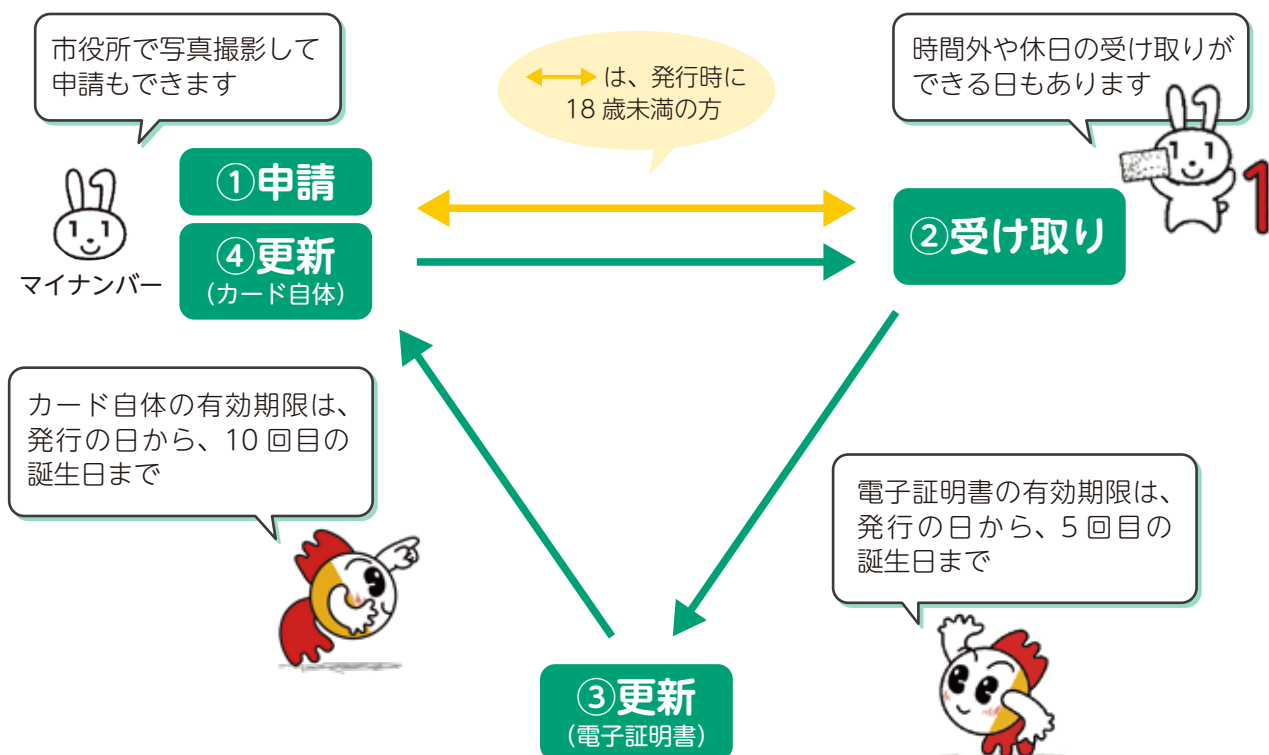 市役所で写真撮影して
申請もできます
は、発行時に
18歳未満の方
時間外や休日の受け取りが
できる日もあります
①申請
④更新
(カード自体)
マイナンバー
②受け取り
1
カード自体の有効期限は、
発行の日から、10回目の
誕生日まで
電子証明書の有効期限は、
発行の日から、5回目の
誕生日まで
③更新
(電子証明書)